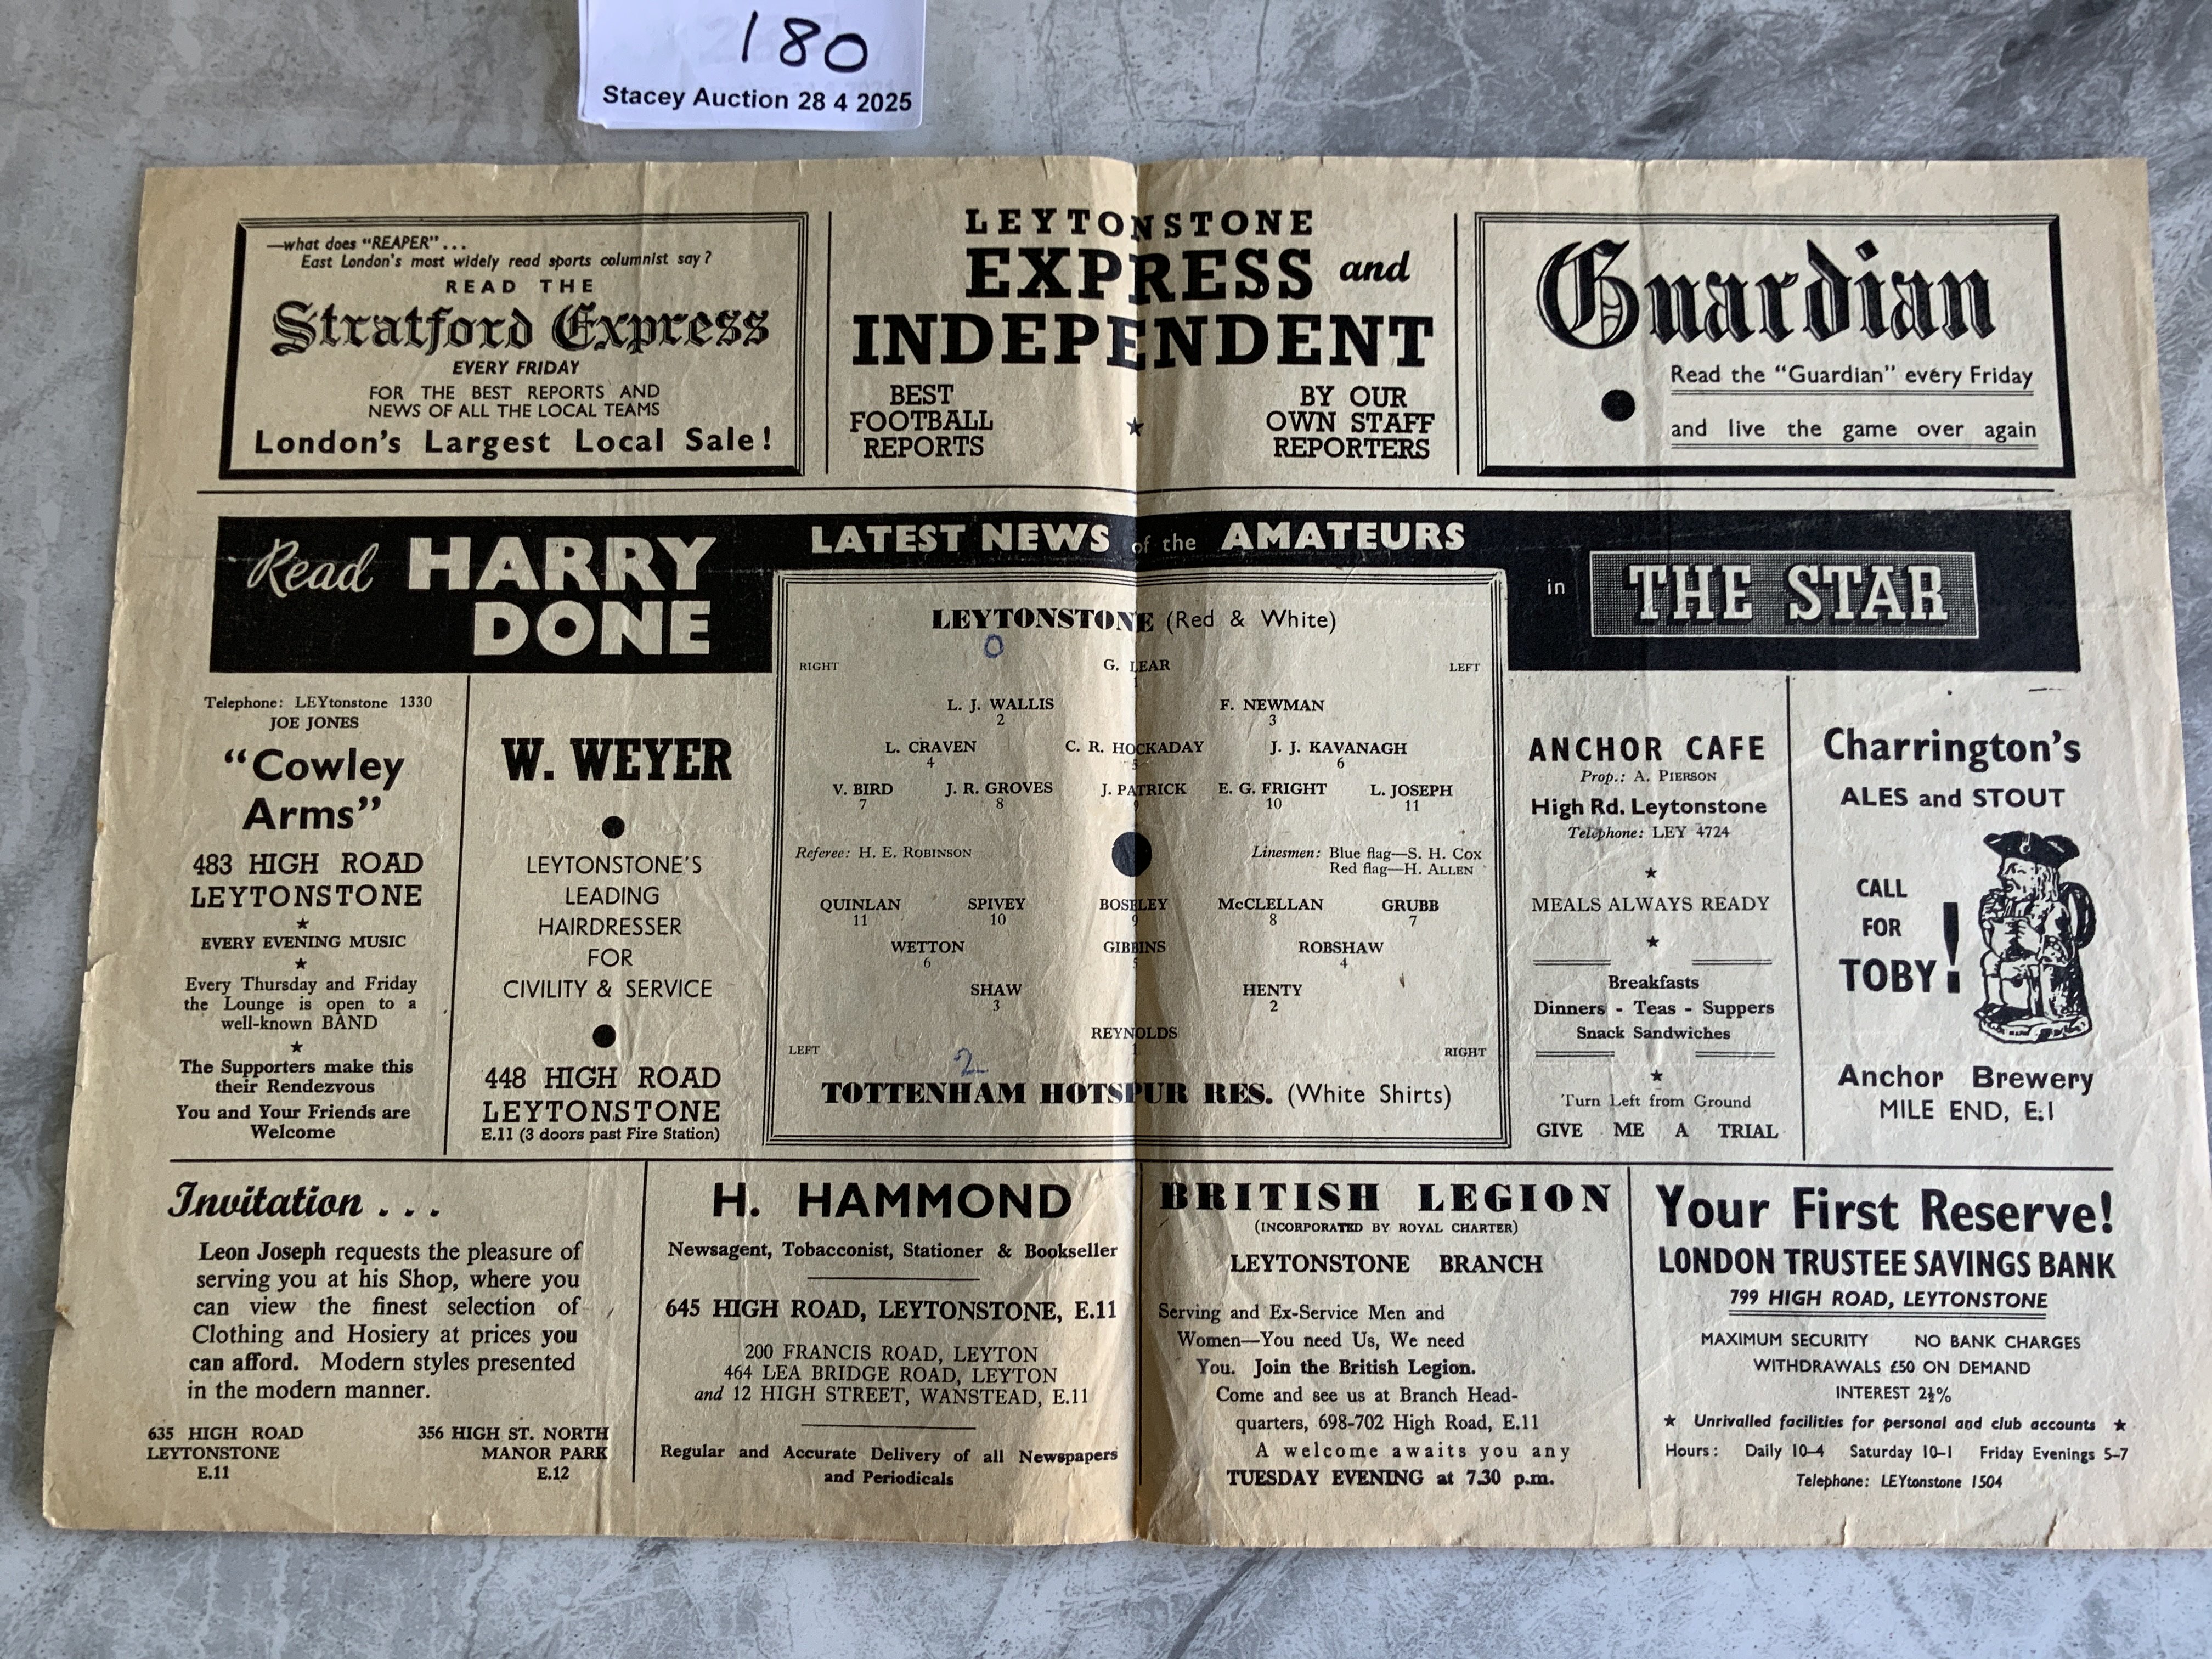 180
Stacey Auction 28 4 2025
—what does "REAPER" ...
East London's most widely read sports columnist say?
READ THE
Stratford Express
EVERY FRIDAY
FOR THE BEST REPORTS AND
NEWS OF ALL THE LOCAL TEAMS
London's Largest Local Sale!
LEYTONSTONE
EXPRESS and
INDEPENDENT
BEST
FOOTBALL
REPORTS
★
BY OUR
OWN STAFF
REPORTERS
Guardian
Read the "Guardian" every Friday
and live the game over again
Read HARRY
DONE
LATEST NEWS of the AMATEURS
in THE STAR
Telephone: LEYtonstone 1330
JOE JONES
"Cowley
Arms"
483 HIGH ROAD
LEYTONSTONE
★
EVERY EVENING MUSIC
★
Every Thursday and Friday
the Lounge is open to a
well-known BAND
★
The Supporters make this
their Rendezvous
You and Your Friends are
Welcome
W. WEYER
LEYTONSTONE'S
LEADING
HAIRDRESSER
FOR
CIVILITY & SERVICE
448 HIGH ROAD
LEYTONSTONE
E.11 (3 doors past Fire Station)
LEYTONSTONE (Red & White)
0
RIGHT G. LEAR LEFT
1
L. J. WALLIS F. NEWMAN
2 3
L. CRAVEN C. R. HOCKADAY J. J. KAVANAGH
4 5 6
V. BIRD J. R. GROVES J. PATRICK E. G. FRIGHT L. JOSEPH
7 8 9 10 11
Referee: H. E. ROBINSON Linesmen: Blue flag—S. H. COX
Red flag—H. ALLEN
QUINLAN SPIVEY BOSELEY McCLELLAN GRUBB
11 10 9 8 7
WETTON GIBBINS ROBSHAW
6 5 4
SHAW HENTY
3 2
REYNOLDS
1
LEFT RIGHT
2
TOTTENHAM HOTSPUR RES. (White Shirts)
ANCHOR CAFE
Prop.: A. PIERSON
High Rd. Leytonstone
Telephone: LEY 4724
★
MEALS ALWAYS READY
★
Breakfasts
Dinners - Teas - Suppers
Snack Sandwiches
★
Turn Left from Ground
GIVE ME A TRIAL
Charrington's
ALES and STOUT
CALL
FOR
TOBY!
Anchor Brewery
MILE END, E.1
Invitation . . .
Leon Joseph requests the pleasure of
serving you at his Shop, where you
can view the finest selection of
Clothing and Hosiery at prices you
can afford. Modern styles presented
in the modern manner.
635 HIGH ROAD 356 HIGH ST. NORTH
LEYTONSTONE MANOR PARK
E.11 E.12
H. HAMMOND
Newsagent, Tobacconist, Stationer & Bookseller
645 HIGH ROAD, LEYTONSTONE, E.11
200 FRANCIS ROAD, LEYTON
464 LEA BRIDGE ROAD, LEYTON
and 12 HIGH STREET, WANSTEAD, E.11
Regular and Accurate Delivery of all Newspapers
and Periodicals
BRITISH LEGION
(INCORPORATED BY ROYAL CHARTER)
LEYTONSTONE BRANCH
Serving and Ex-Service Men and
Women—You need Us, We need
You. Join the British Legion.
Come and see us at Branch Head-
quarters, 698-702 High Road, E.11
A welcome awaits you any
TUESDAY EVENING at 7.30 p.m.
Your First Reserve!
LONDON TRUSTEE SAVINGS BANK
799 HIGH ROAD, LEYTONSTONE
MAXIMUM SECURITY NO BANK CHARGES
WITHDRAWALS £50 ON DEMAND
INTEREST 2½%
★ Unrivalled facilities for personal and club accounts ★
Hours: Daily 10–4 Saturday 10–1 Friday Evenings 5–7
Telephone: LEYtonstone 1504